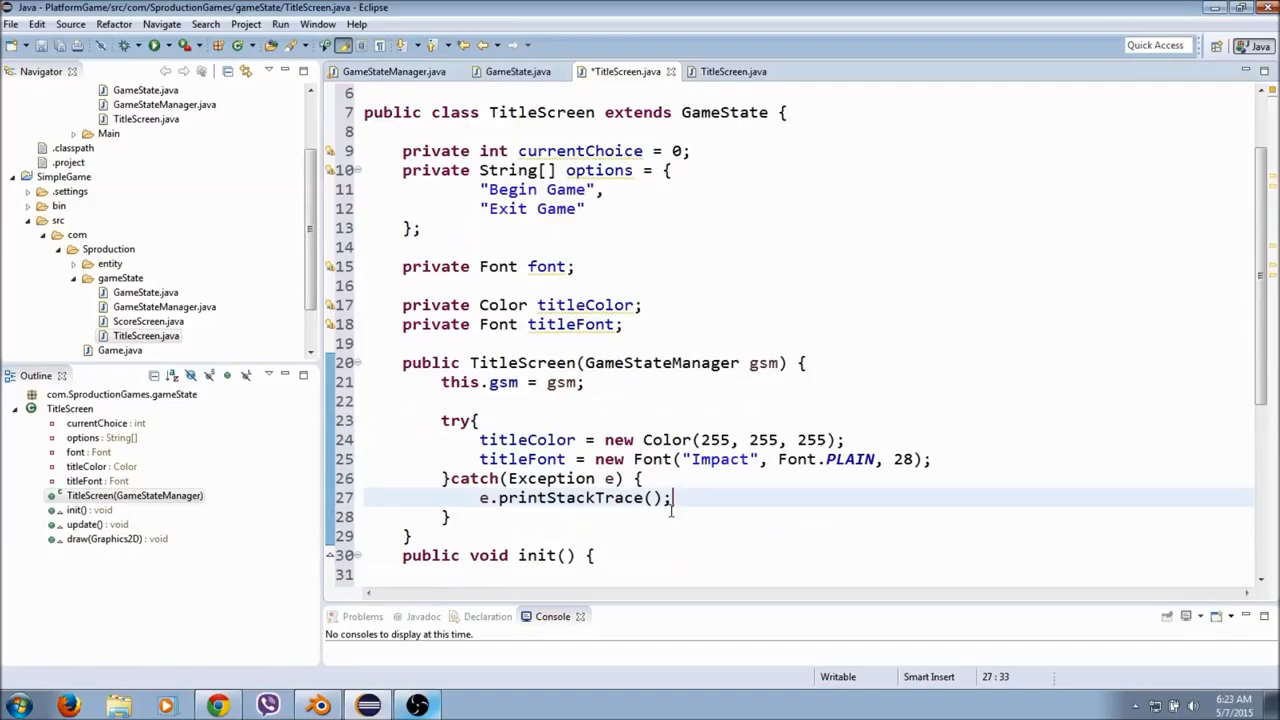 Java - PlatformGame/src/com/SproductionGames/gameState/TitleScreen.java - Eclipse
File Edit Source Refactor Navigate Search Project Run Window Help
Quick Access
Java
Navigator
GameStateManager.java
GameState.java
*TitleScreen.java
TitleScreen.java
GameState.java
GameStateManager.java
TitleScreen.java
Main
.classpath
.project
SimpleGame
.settings
bin
src
com
Sproduction
entity
gameState
GameState.java
GameStateManager.java
ScoreScreen.java
TitleScreen.java
Game.java
Outline
com.SproductionGames.gameState
TitleScreen
currentChoice : int
options : String[]
font : Font
titleColor : Color
titleFont : Font
TitleScreen(GameStateManager)
init() : void
update() : void
draw(Graphics2D) : void
6
7 public class TitleScreen extends GameState {
8
9 private int currentChoice = 0;
10 private String[] options = {
11 "Begin Game",
12 "Exit Game"
13 };
14
15 private Font font;
16
17 private Color titleColor;
18 private Font titleFont;
19
20 public TitleScreen(GameStateManager gsm) {
21 this.gsm = gsm;
22
23 try{
24 titleColor = new Color(255, 255, 255);
25 titleFont = new Font("Impact", Font.PLAIN, 28);
26 }catch(Exception e) {
27 e.printStackTrace();
28 }
29 }
30 public void init() {
31
Problems @ Javadoc Declaration Console
No consoles to display at this time.
Writable Smart Insert 27 : 33
6:23 AM
5/7/2015